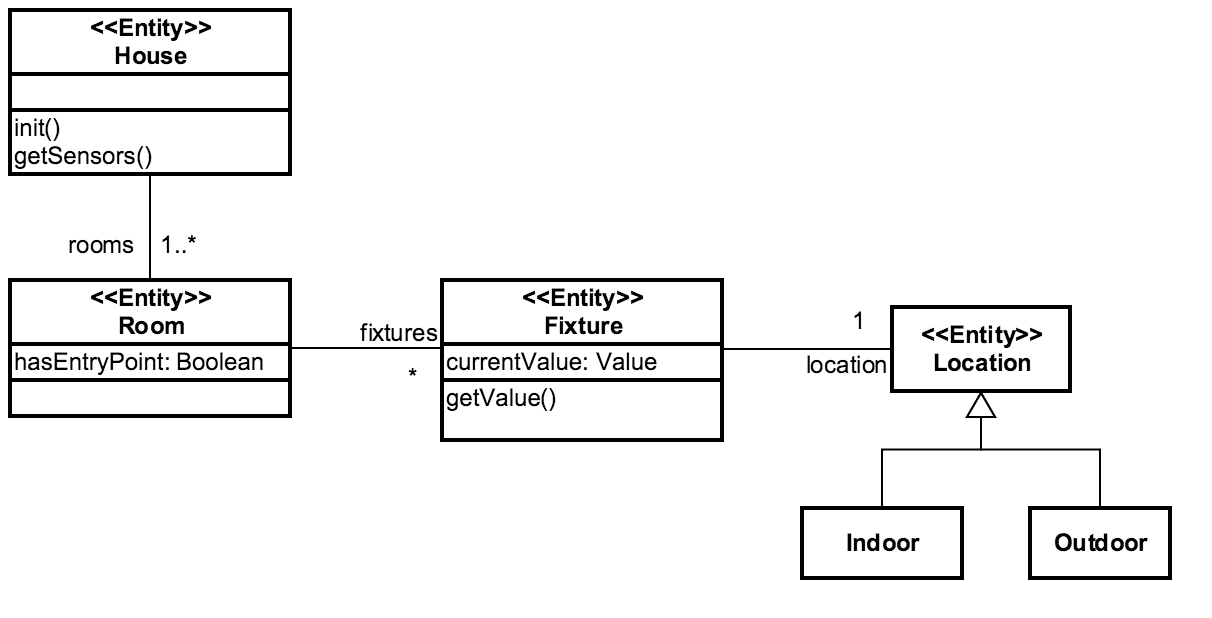 <<Entity>>
House
init()
getSensors()
rooms 1..*
<<Entity>>
Room
hasEntryPoint: Boolean
fixtures
*
<<Entity>>
Fixture
currentValue: Value
getValue()
1
location
<<Entity>>
Location
Indoor
Outdoor